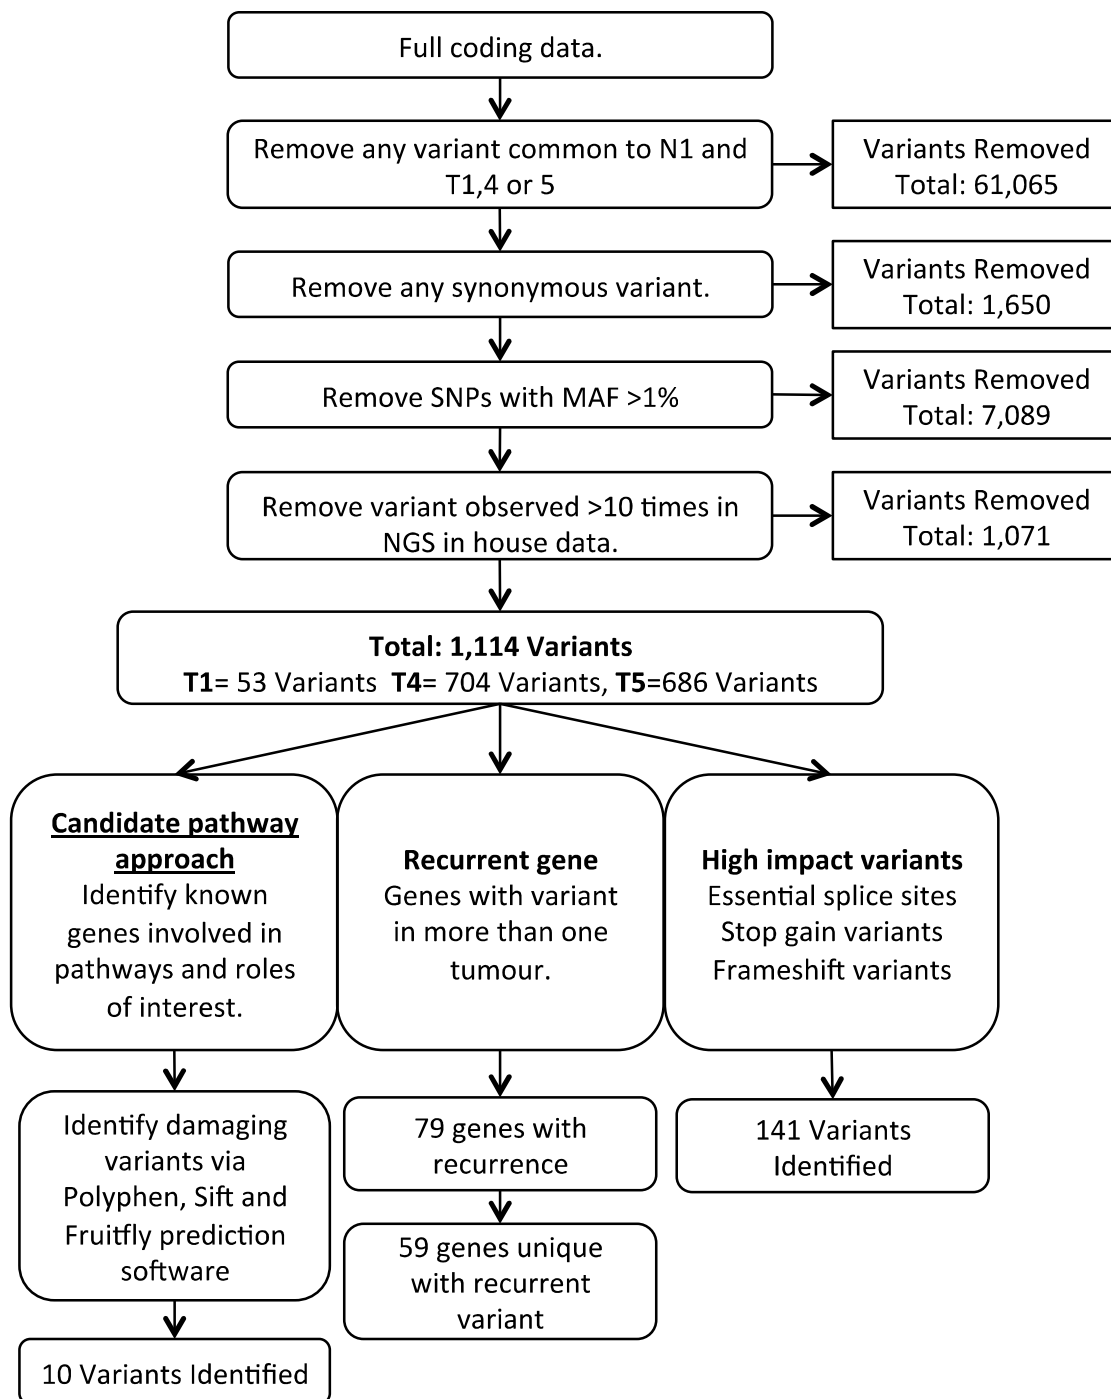 Full coding data.
Remove any variant common to N1 and
T1,4 or 5
Variants Removed
Total: 61,065
Remove any synonymous variant.
Variants Removed
Total: 1,650
Remove SNPs with MAF >1%
Variants Removed
Total: 7,089
Remove variant observed >10 times in
NGS in house data.
Variants Removed
Total: 1,071
Total: 1,114 Variants
T1= 53 Variants  T4= 704 Variants, T5=686 Variants
Candidate pathway
approach
Identify known
genes involved in
pathways and roles
of interest.
Recurrent gene
Genes with variant
in more than one
tumour.
High impact variants
Essential splice sites
Stop gain variants
Frameshift variants
Identify damaging
variants via
Polyphen, Sift and
Fruitfly prediction
software
79 genes with
recurrence
141 Variants
Identified
59 genes unique
with recurrent
variant
10 Variants Identified